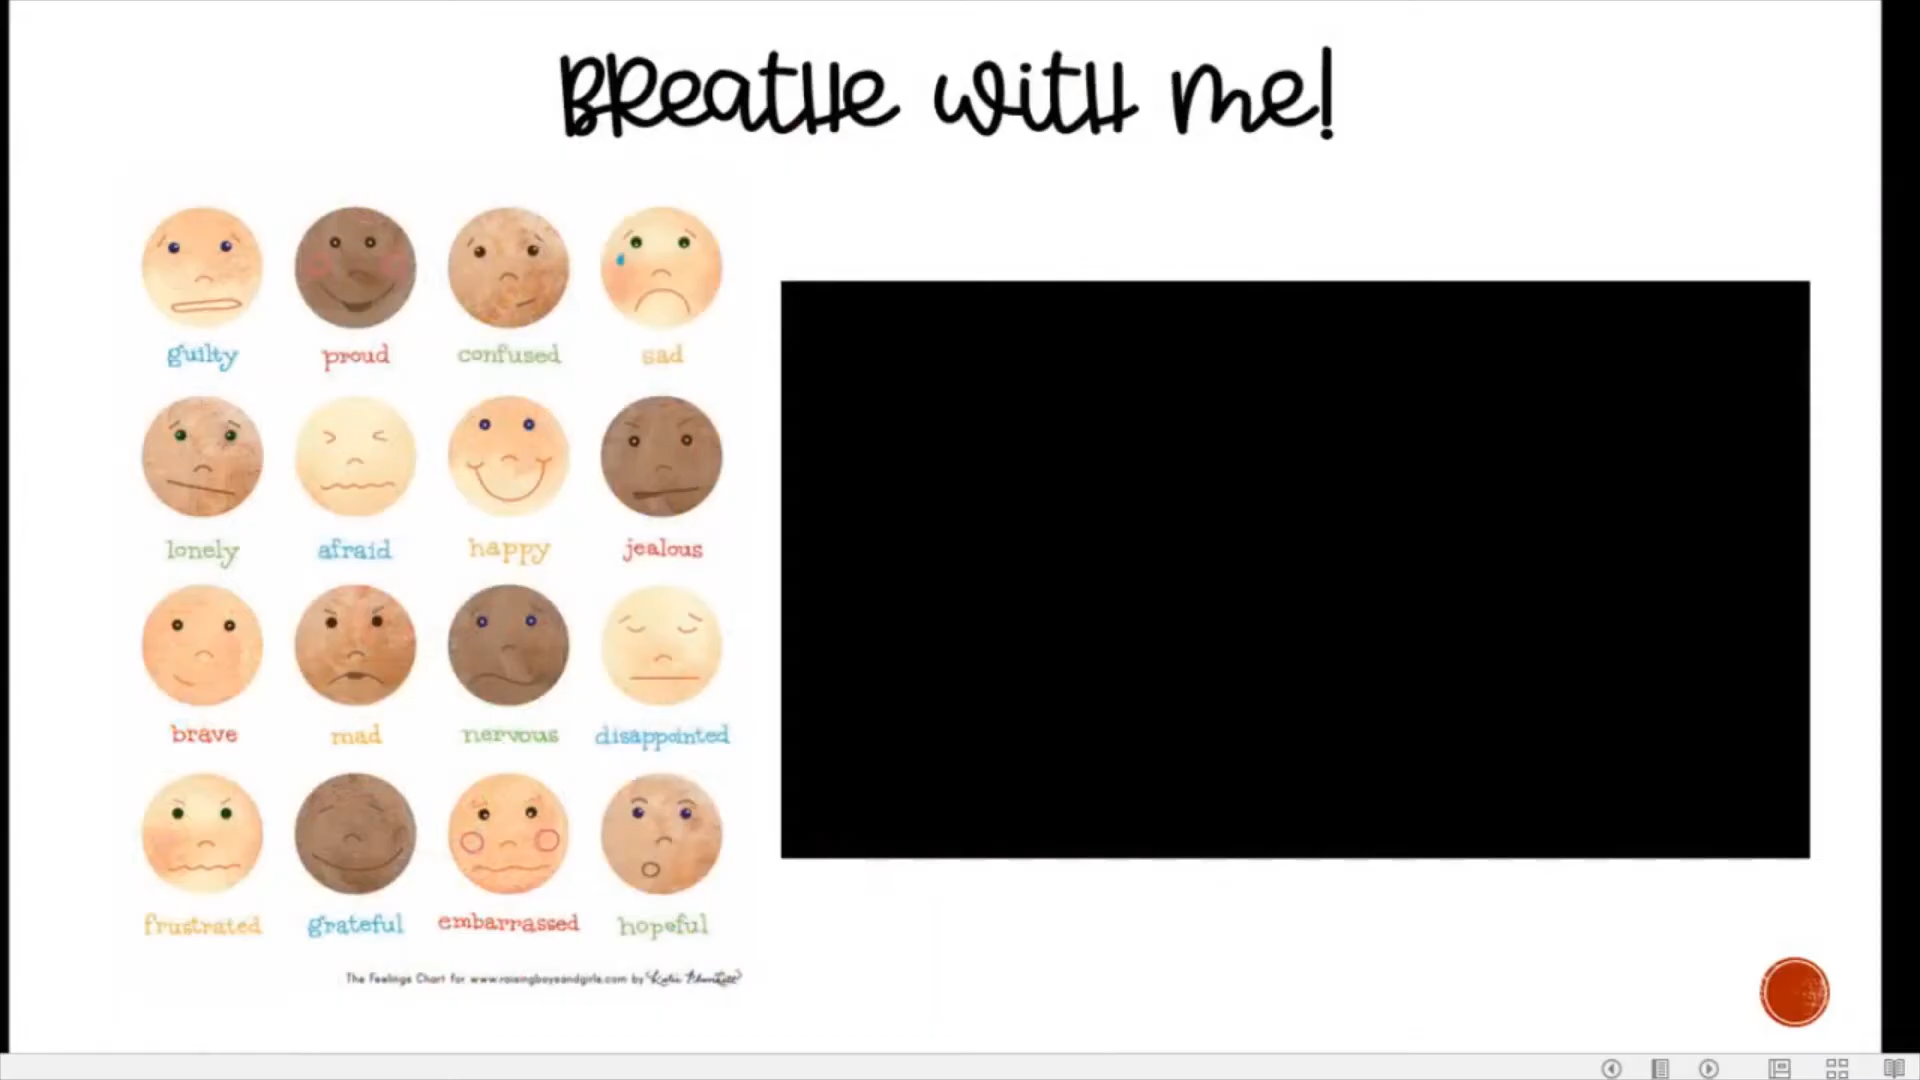 BReatHe witH me!
guilty proud confused sad
lonely afraid happy jealous
brave mad nervous disappointed
frustrated grateful embarrassed hopeful
The Feelings Chart for www.raisingboysandgirls.com by